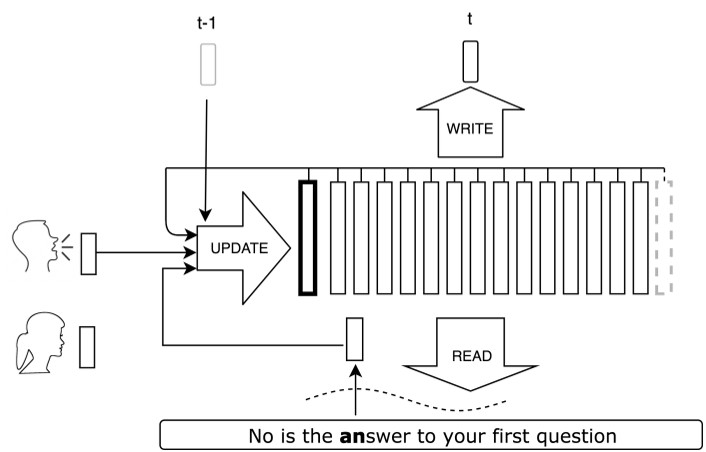 t-1
t
WRITE
UPDATE
READ
No is the answer to your first question